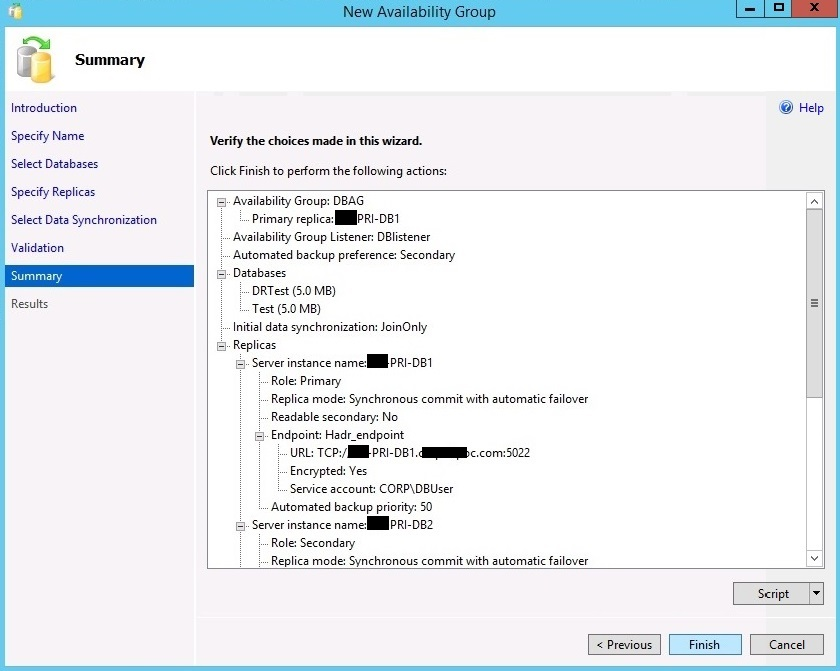 New Availability Group
Summary
Introduction
Specify Name
Select Databases
Specify Replicas
Select Data Synchronization
Validation
Summary
Results
Help
Verify the choices made in this wizard.
Click Finish to perform the following actions:
Availability Group: DBAG
Primary replica: PRI-DB1
Availability Group Listener: DBlistener
Automated backup preference: Secondary
Databases
DRTest (5.0 MB)
Test (5.0 MB)
Initial data synchronization: JoinOnly
Replicas
Server instance name: -PRI-DB1
Role: Primary
Replica mode: Synchronous commit with automatic failover
Readable secondary: No
Endpoint: Hadr_endpoint
URL: TCP:/ -PRI-DB1. .com:5022
Encrypted: Yes
Service account: CORP\DBUser
Automated backup priority: 50
Server instance name: PRI-DB2
Role: Secondary
Replica mode: Synchronous commit with automatic failover
Script
< Previous
Finish
Cancel